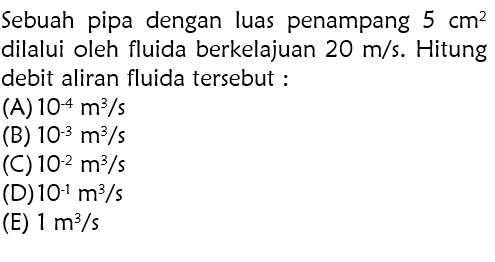 Sebuah pipa dengan luas penampang 5 cm²
dilalui oleh fluida berkelajuan 20 m/s. Hitung
debit aliran fluida tersebut :
(A) 10⁻⁴ m³/s
(B) 10⁻³ m³/s
(C) 10⁻² m³/s
(D) 10⁻¹ m³/s
(E) 1 m³/s